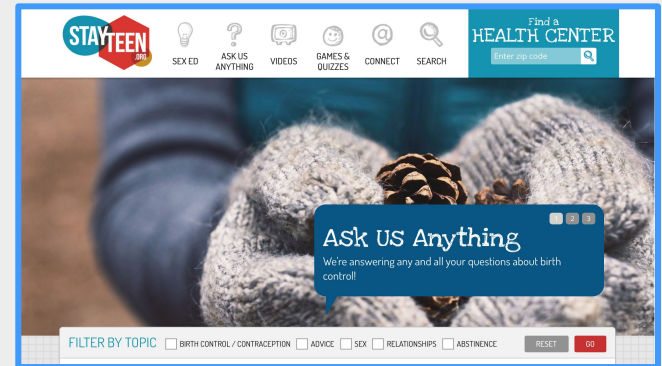 STAYTEEN
.ORG
SEX ED
ASK US
ANYTHING
VIDEOS
GAMES &
QUIZZES
CONNECT
SEARCH
Find a
HEALTH CENTER
Enter zip code
1 2 3
Ask Us Anything
We're answering any and all your questions about birth
control!
FILTER BY TOPIC BIRTH CONTROL / CONTRACEPTION ADVICE SEX RELATIONSHIPS ABSTINENCE RESET GO